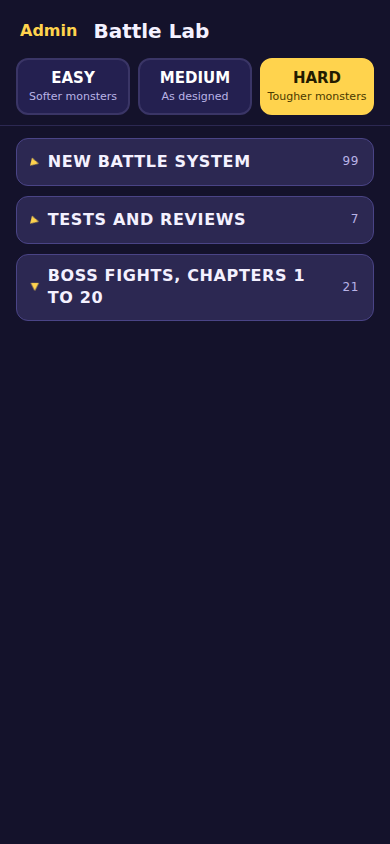 Admin Battle Lab
EASY
Softer monsters
MEDIUM
As designed
HARD
Tougher monsters
NEW BATTLE SYSTEM 99
TESTS AND REVIEWS 7
BOSS FIGHTS, CHAPTERS 1
TO 20
21